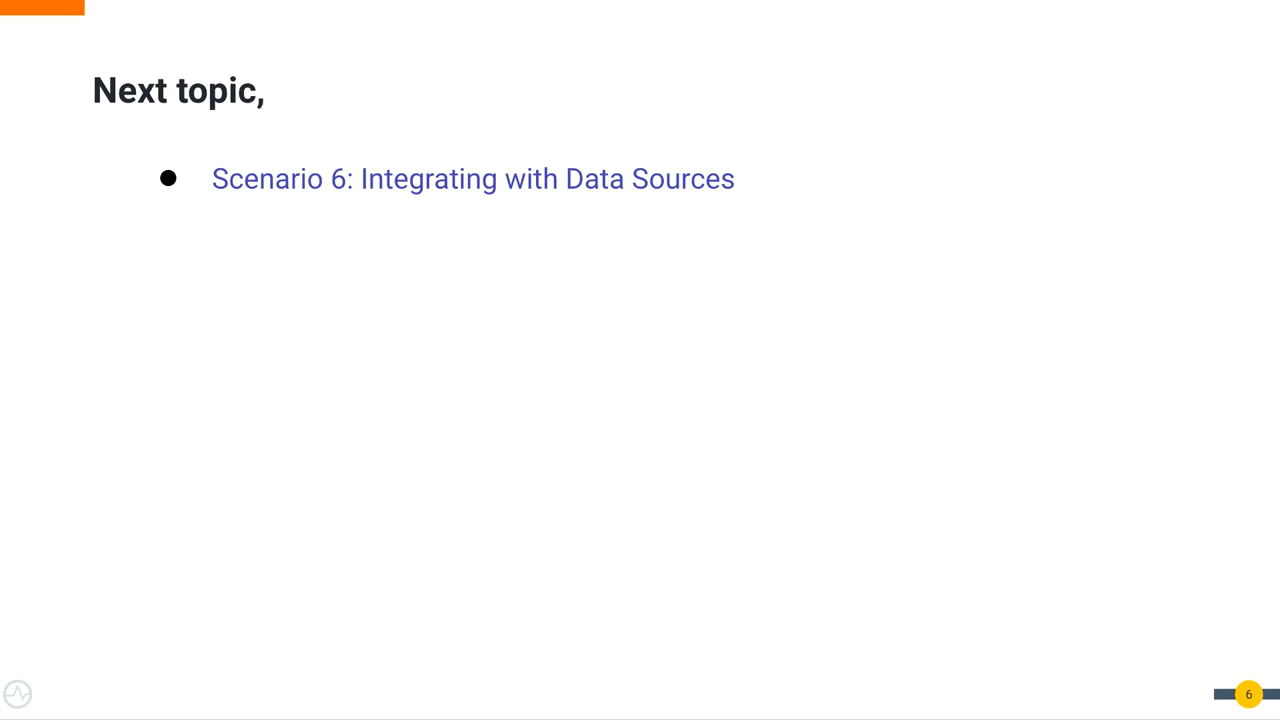 Next topic,
● Scenario 6: Integrating with Data Sources
6